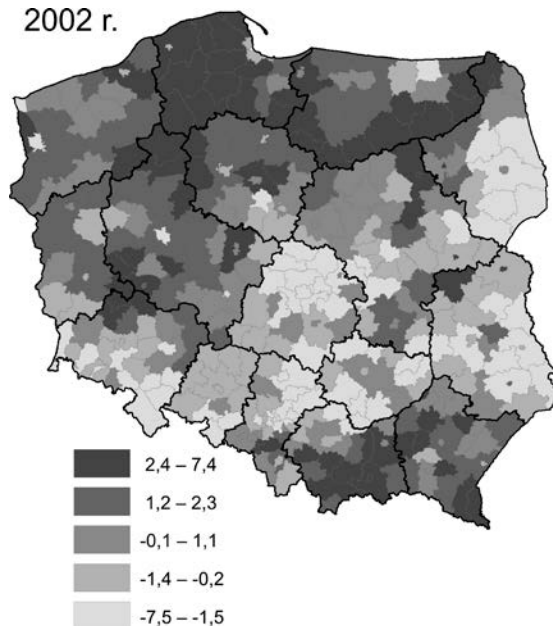 2002 r.
2,4 – 7,4
1,2 – 2,3
-0,1 – 1,1
-1,4 – -0,2
-7,5 – -1,5